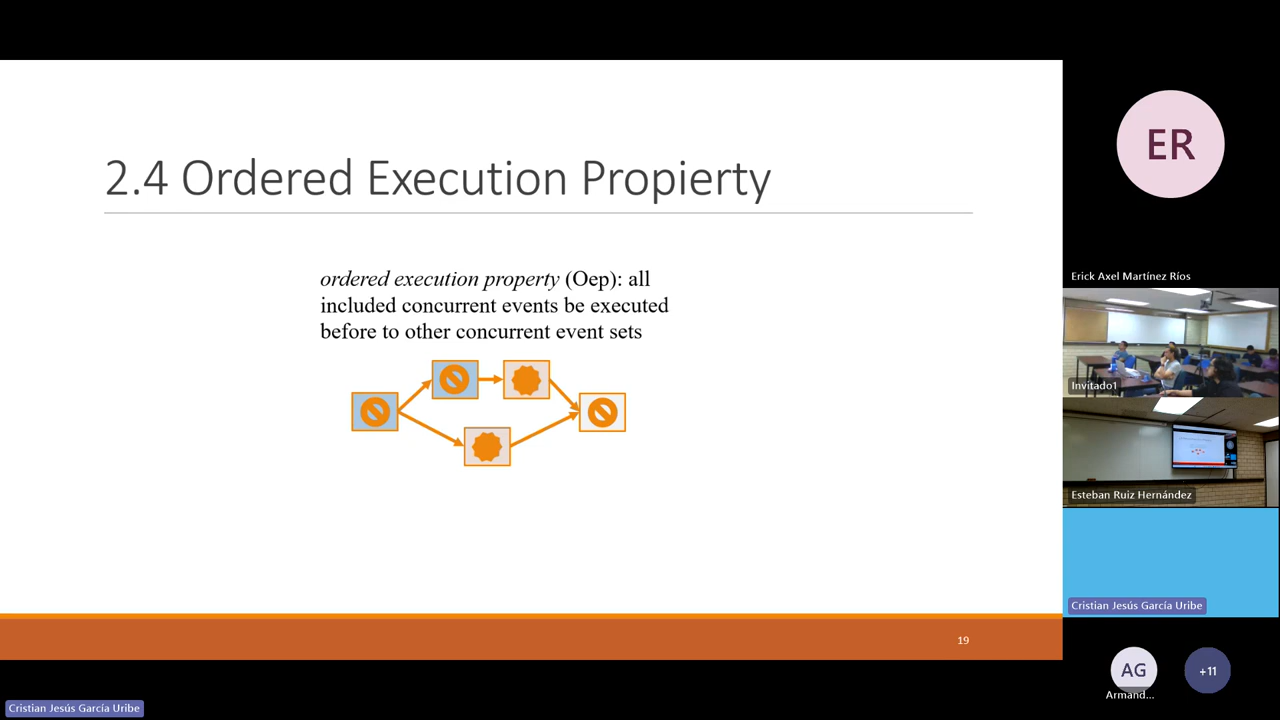 2.4 Ordered Execution Propierty
ordered execution property (Oep): all
included concurrent events be executed
before to other concurrent event sets
19
ER
Erick Axel Martínez Ríos
Invitado1
Esteban Ruiz Hernández
Cristian Jesús García Uribe
AG
+11
Armand...
Cristian Jesús García Uribe